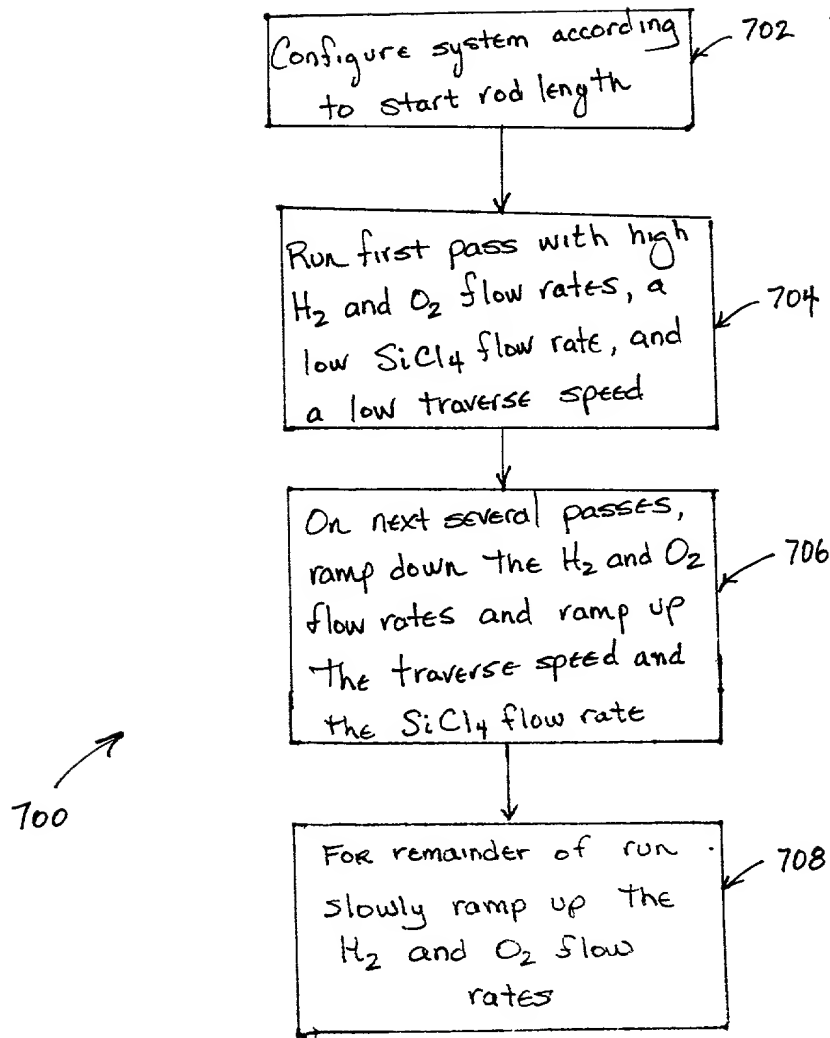 Configure system according
to start rod length
702
Run first pass with high
H₂ and O₂ flow rates, a
low SiCl₄ flow rate, and
a low traverse speed
704
On next several passes,
ramp down the H₂ and O₂
flow rates and ramp up
the traverse speed and
the SiCl₄ flow rate
706
700
For remainder of run
slowly ramp up the
H₂ and O₂ flow
rates
708